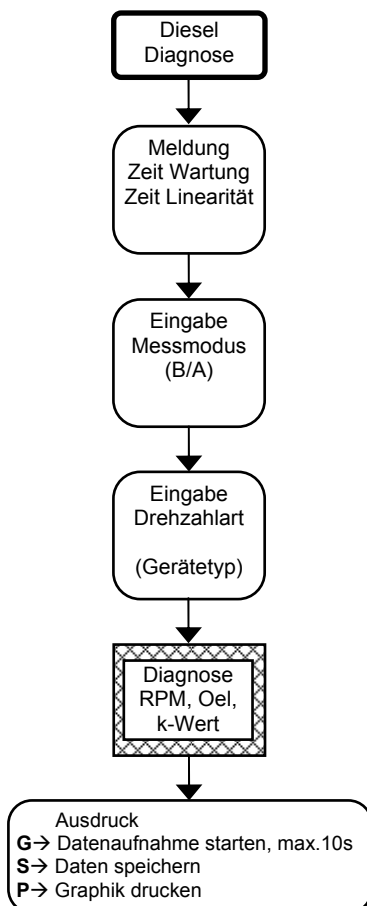 Diesel
Diagnose
Meldung
Zeit Wartung
Zeit Linearität
Eingabe
Messmodus
(B/A)
Eingabe
Drehzahlart
(Gerätetyp)
Diagnose
RPM, Oel,
k-Wert
Ausdruck
G→ Datenaufnahme starten, max.10s
S→ Daten speichern
P→ Graphik drucken